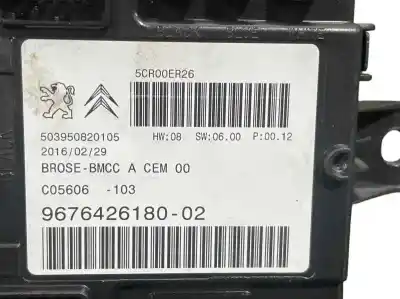 5CR00ER26
503950820105 HW:08 SW:06.00 P:00.12
2016/02/29
BROSE-BMCC A CEM 00
C05606 -103
9676426180-02